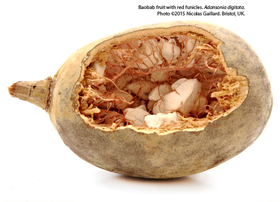 Baobab fruit with red funicles. Adansonia digitata.
Photo ©2015 Nicolas Gaillard. Bristol, UK.